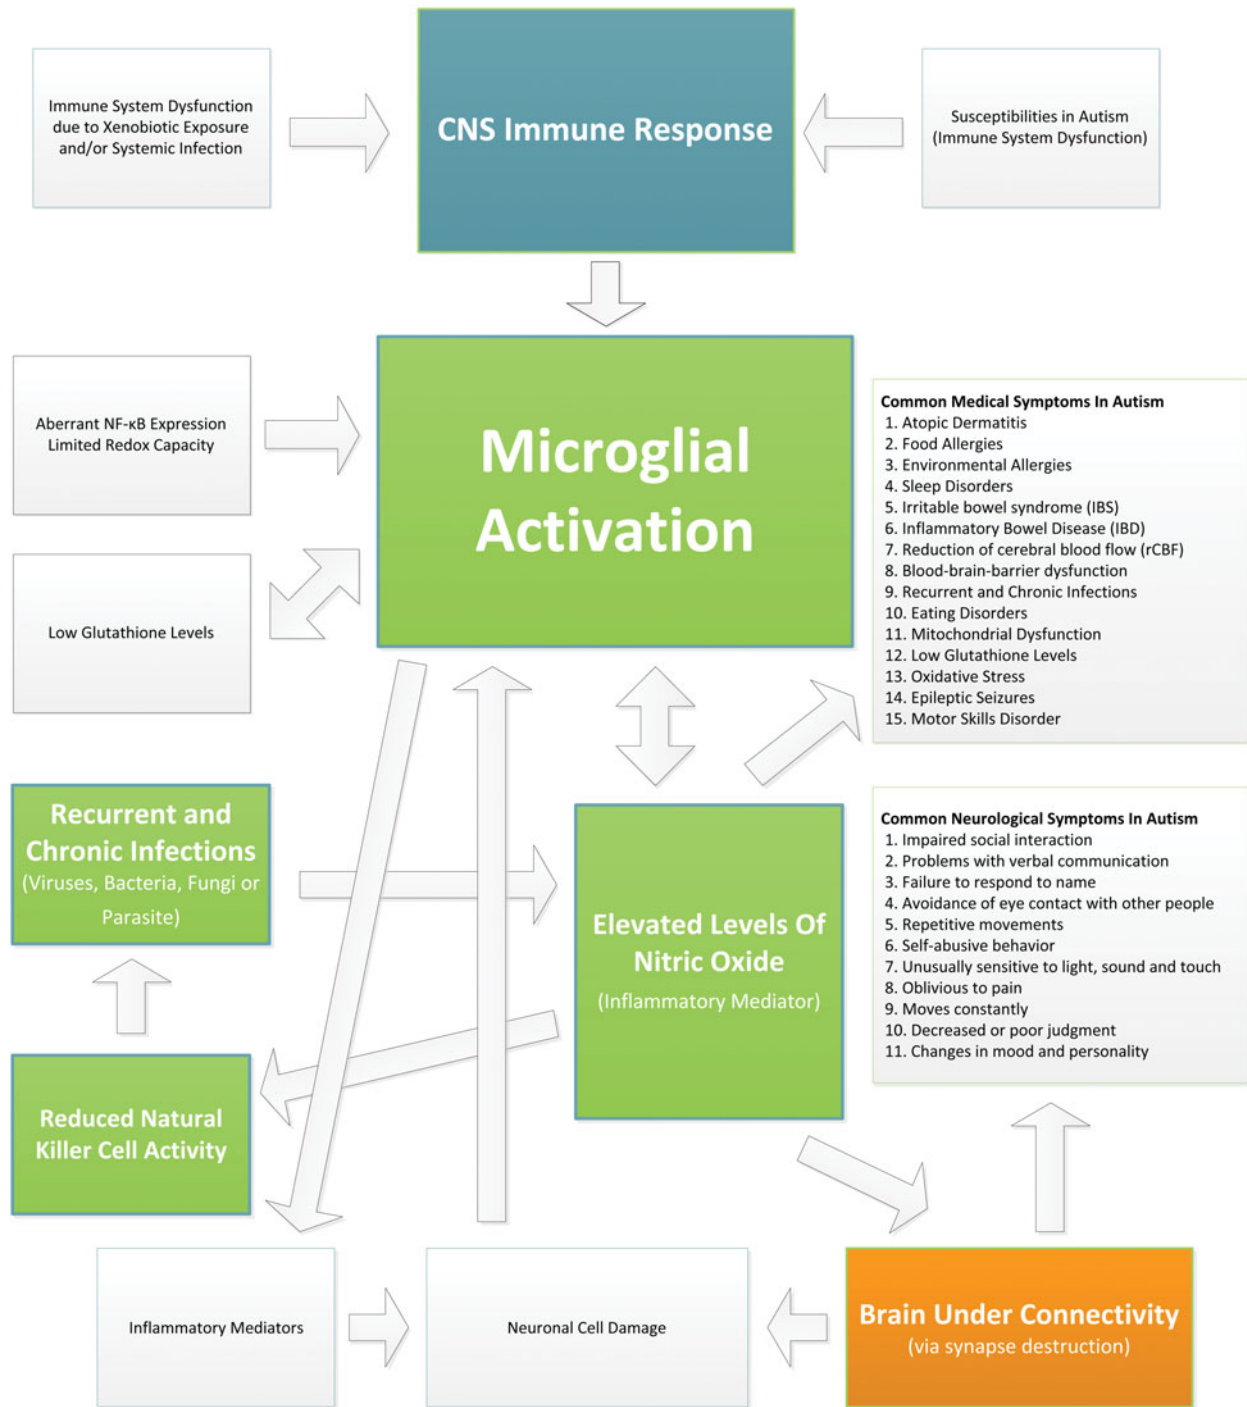 Immune System Dysfunction
due to Xenobiotic Exposure
and/or Systemic Infection
CNS Immune Response
Susceptibilities in Autism
(Immune System Dysfunction)
Aberrant NF-κB Expression
Limited Redox Capacity
Microglial
Activation
Low Glutathione Levels
Common Medical Symptoms In Autism
1. Atopic Dermatitis
2. Food Allergies
3. Environmental Allergies
4. Sleep Disorders
5. Irritable bowel syndrome (IBS)
6. Inflammatory Bowel Disease (IBD)
7. Reduction of cerebral blood flow (rCBF)
8. Blood-brain-barrier dysfunction
9. Recurrent and Chronic Infections
10. Eating Disorders
11. Mitochondrial Dysfunction
12. Low Glutathione Levels
13. Oxidative Stress
14. Epileptic Seizures
15. Motor Skills Disorder
Recurrent and
Chronic Infections
(Viruses, Bacteria, Fungi or
Parasite)
Elevated Levels Of
Nitric Oxide
(Inflammatory Mediator)
Common Neurological Symptoms In Autism
1. Impaired social interaction
2. Problems with verbal communication
3. Failure to respond to name
4. Avoidance of eye contact with other people
5. Repetitive movements
6. Self-abusive behavior
7. Unusually sensitive to light, sound and touch
8. Oblivious to pain
9. Moves constantly
10. Decreased or poor judgment
11. Changes in mood and personality
Reduced Natural
Killer Cell Activity
Inflammatory Mediators
Neuronal Cell Damage
Brain Under Connectivity
(via synapse destruction)